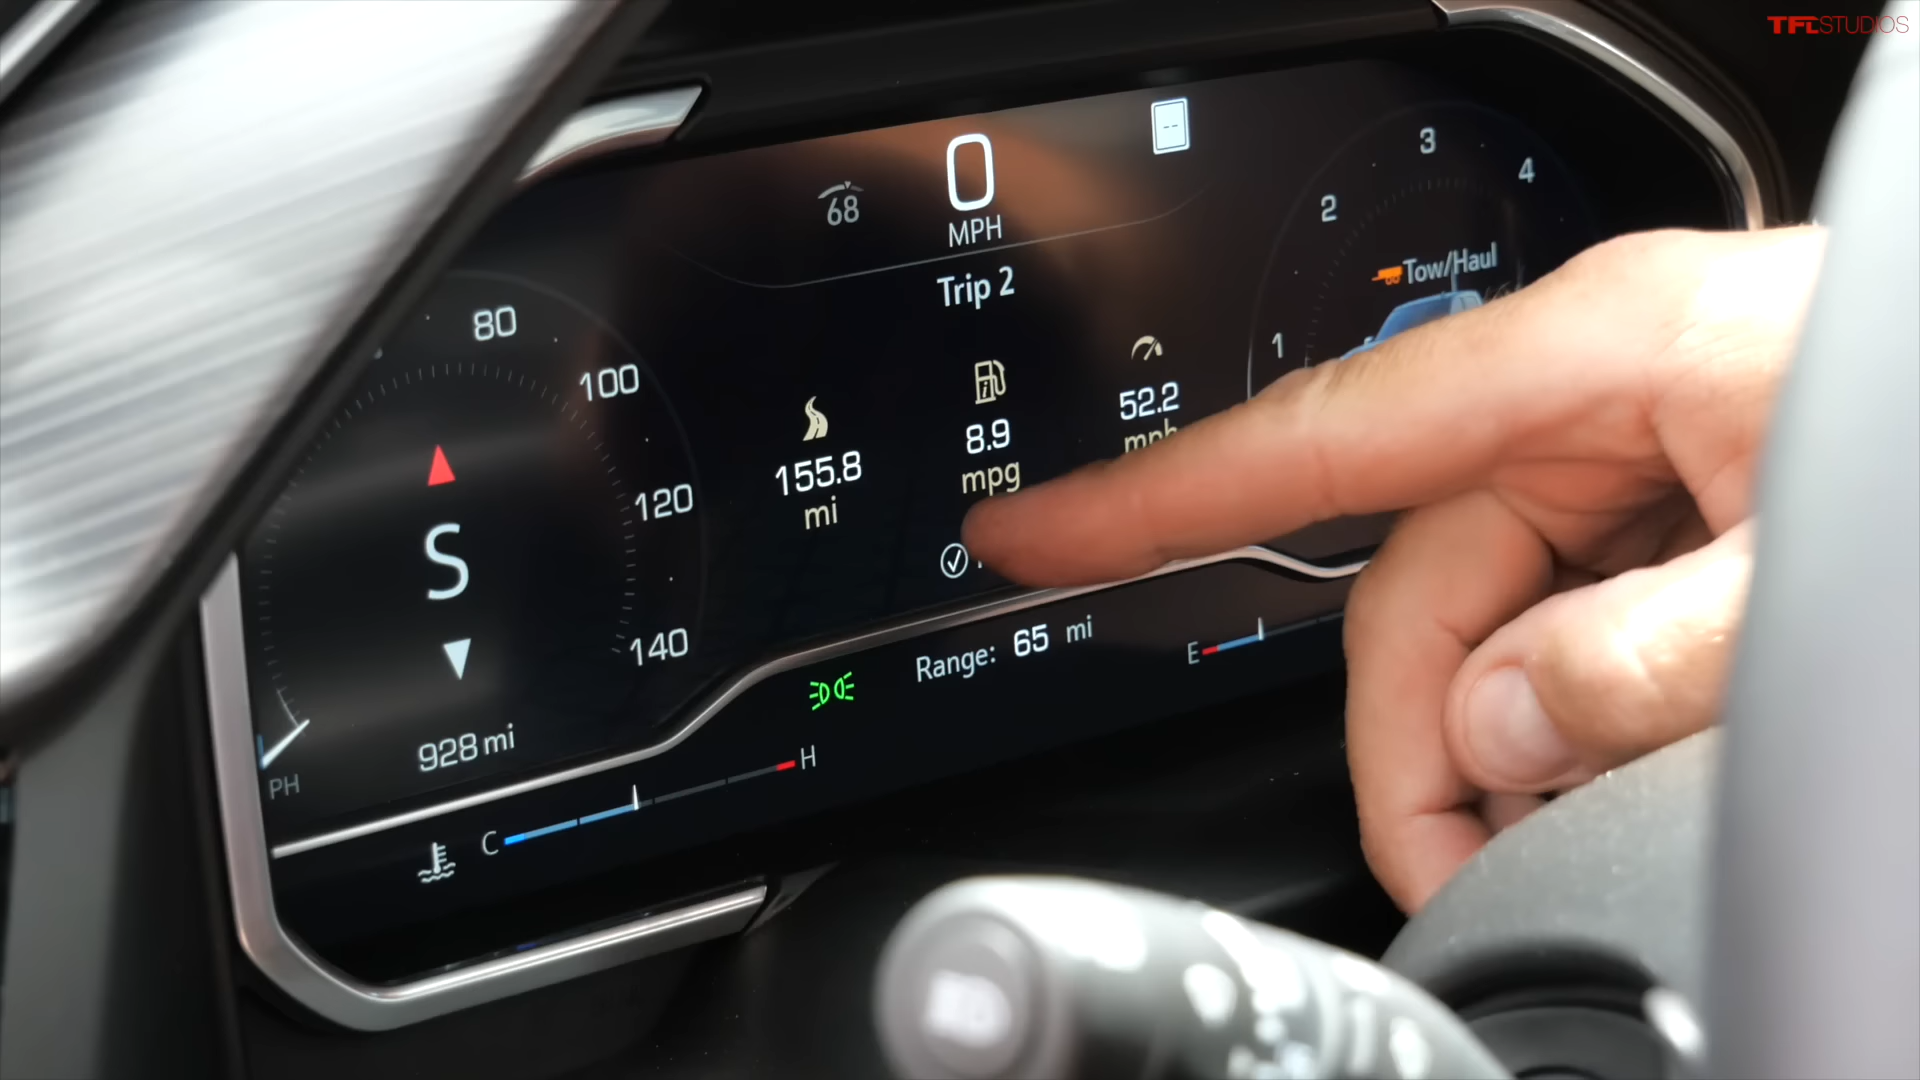 TFLSTUDIOS
0
MPH
68
--
Trip 2
80
100
120
140
S
928 mi
PH
155.8
mi
8.9
mpg
52.2
mph
1
2
3
4
Tow/Haul
Range: 65 mi
E
C
H